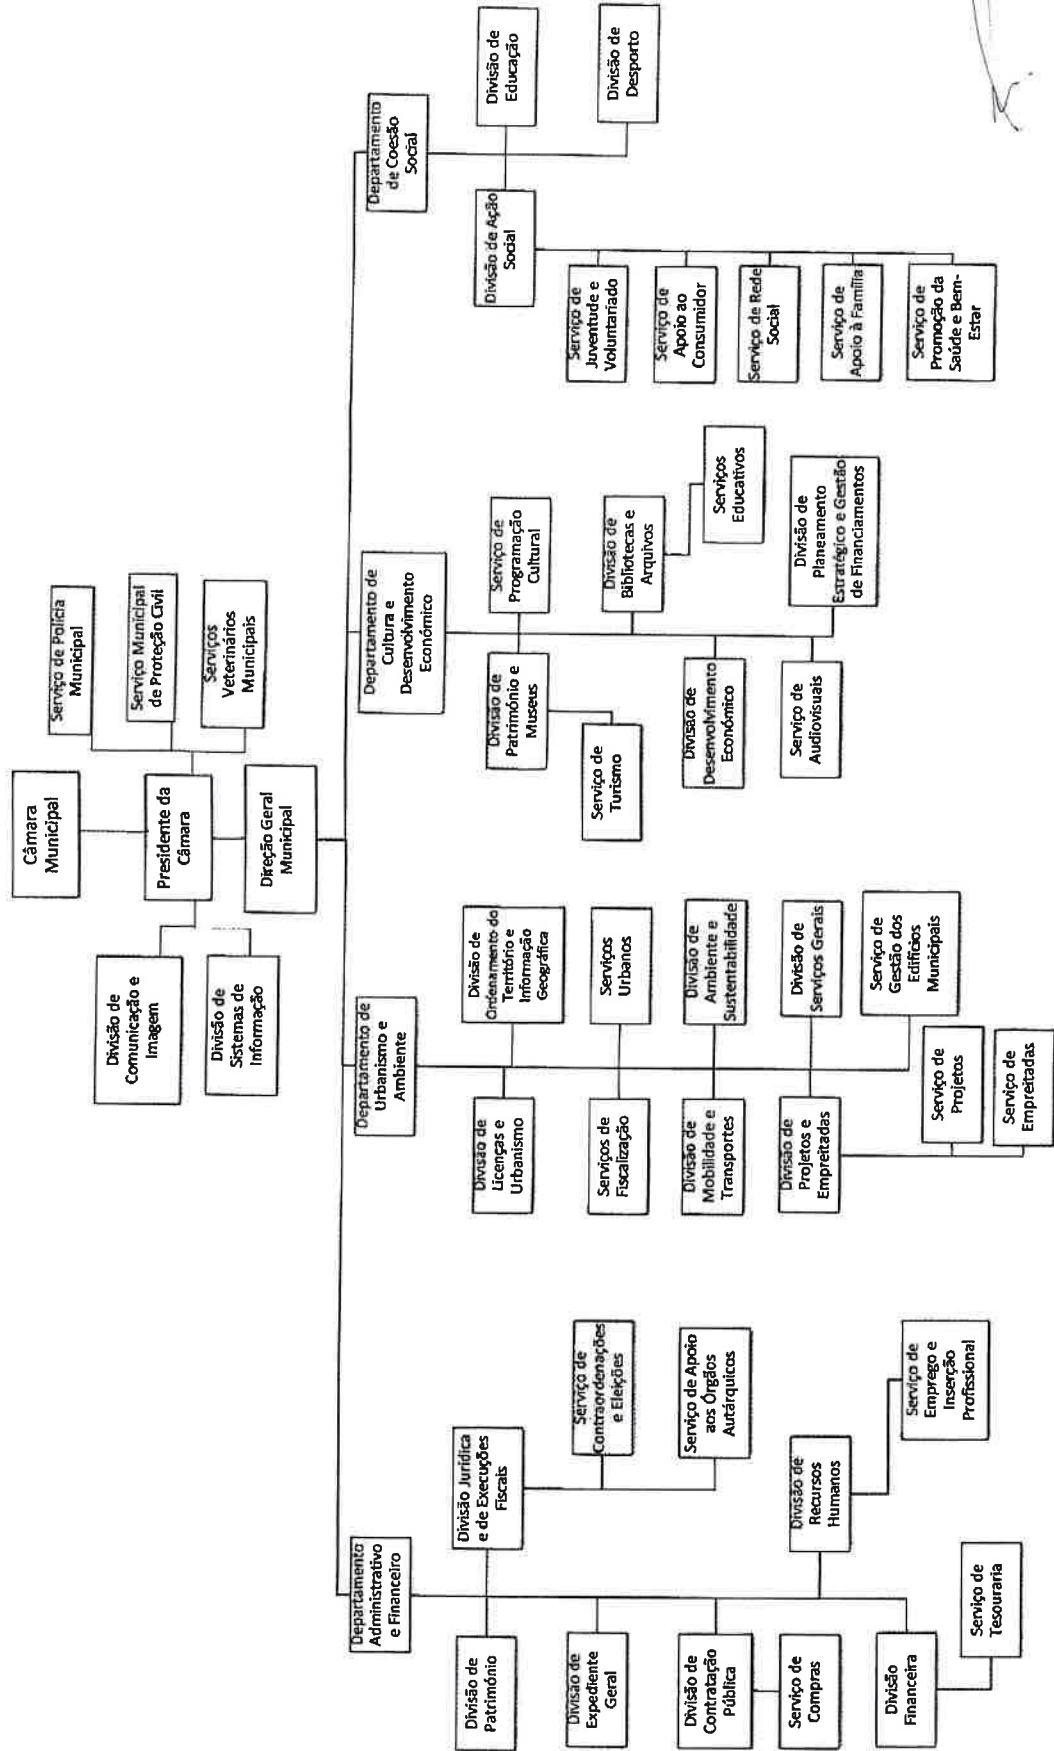 Câmara
Municipal
Serviço de Polícia
Municipal
Divisão de
Comunicação e
Imagem
Presidente da
Câmara
Serviço Municipal
de Proteção Civil
Divisão de
Sistemas de
Informação
Direção Geral
Municipal
Serviços
Veterinários
Municipais
Departamento
Administrativo
e Financeiro
Departamento de
Urbanismo e
Ambiente
Departamento de
Cultura e
Desenvolvimento
Económico
Departamento
de Coesão
Social
Divisão de
Património
Divisão Jurídica
e de Execuções
Fiscais
Serviço de
Contraordenações
e Eleições
Serviço de Apoio
aos Órgãos
Autárquicos
Divisão de
Expediente
Geral
Divisão de
Contratação
Pública
Serviço de
Compras
Divisão de
Recursos
Humanos
Serviço de
Emprego e
Inserção
Profissional
Divisão
Financeira
Serviço de
Tesouraria
Divisão de
Licenças e
Urbanismo
Divisão de
Ordenamento do
Território e
Informação
Geográfica
Serviços de
Fiscalização
Serviços
Urbanos
Divisão de
Mobilidade e
Transportes
Divisão de
Ambiente e
Sustentabilidade
Divisão de
Projetos e
Empreitadas
Divisão de
Serviços Gerais
Serviço de
Gestão dos
Edifícios
Municipais
Serviço de
Projetos
Serviço de
Empreitadas
Divisão de
Património e
Museus
Serviço de
Programação
Cultural
Serviço de
Turismo
Divisão de
Bibliotecas e
Arquivos
Serviços
Educativos
Divisão de
Desenvolvimento
Económico
Serviço de
Audiovisuais
Divisão de
Planeamento
Estratégico e Gestão
de Financiamentos
Divisão de Ação
Social
Divisão de
Educação
Serviço de
Juventude e
Voluntariado
Serviço de
Apoio ao
Consumidor
Serviço de Rede
Social
Serviço de
Apoio à Família
Serviço de
Promoção da
Saúde e Bem-
Estar
Divisão de
Desporto